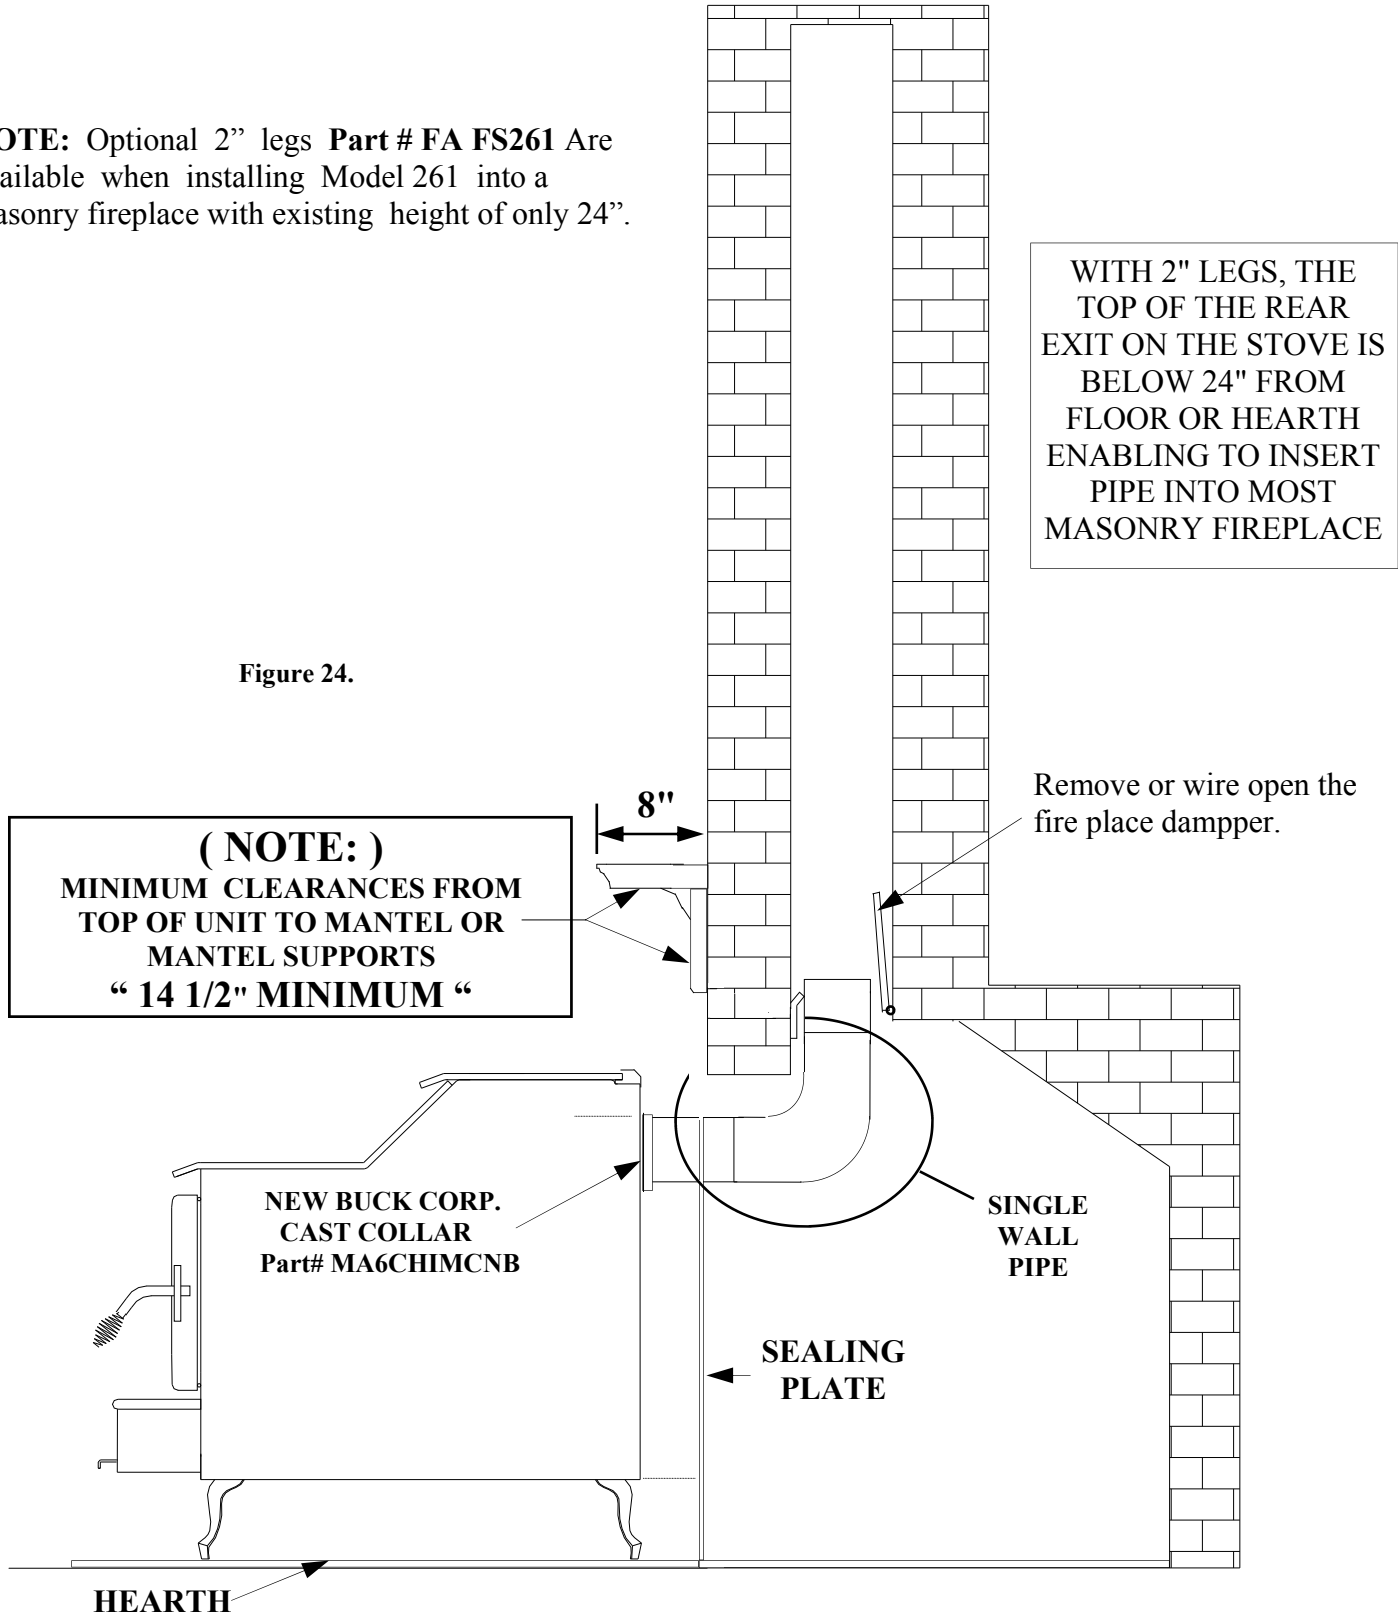 OTE: Optional 2” legs Part # FA FS261 Are
ailable when installing Model 261 into a
asonry fireplace with existing height of only 24”.
WITH 2" LEGS, THE
TOP OF THE REAR
EXIT ON THE STOVE IS
BELOW 24" FROM
FLOOR OR HEARTH
ENABLING TO INSERT
PIPE INTO MOST
MASONRY FIREPLACE
Figure 24.
8"
Remove or wire open the
fire place dampper.
( NOTE: )
MINIMUM CLEARANCES FROM
TOP OF UNIT TO MANTEL OR
MANTEL SUPPORTS
“ 14 1/2" MINIMUM “
NEW BUCK CORP.
CAST COLLAR
Part# MA6CHIMCNB
SINGLE
WALL
PIPE
SEALING
PLATE
HEARTH